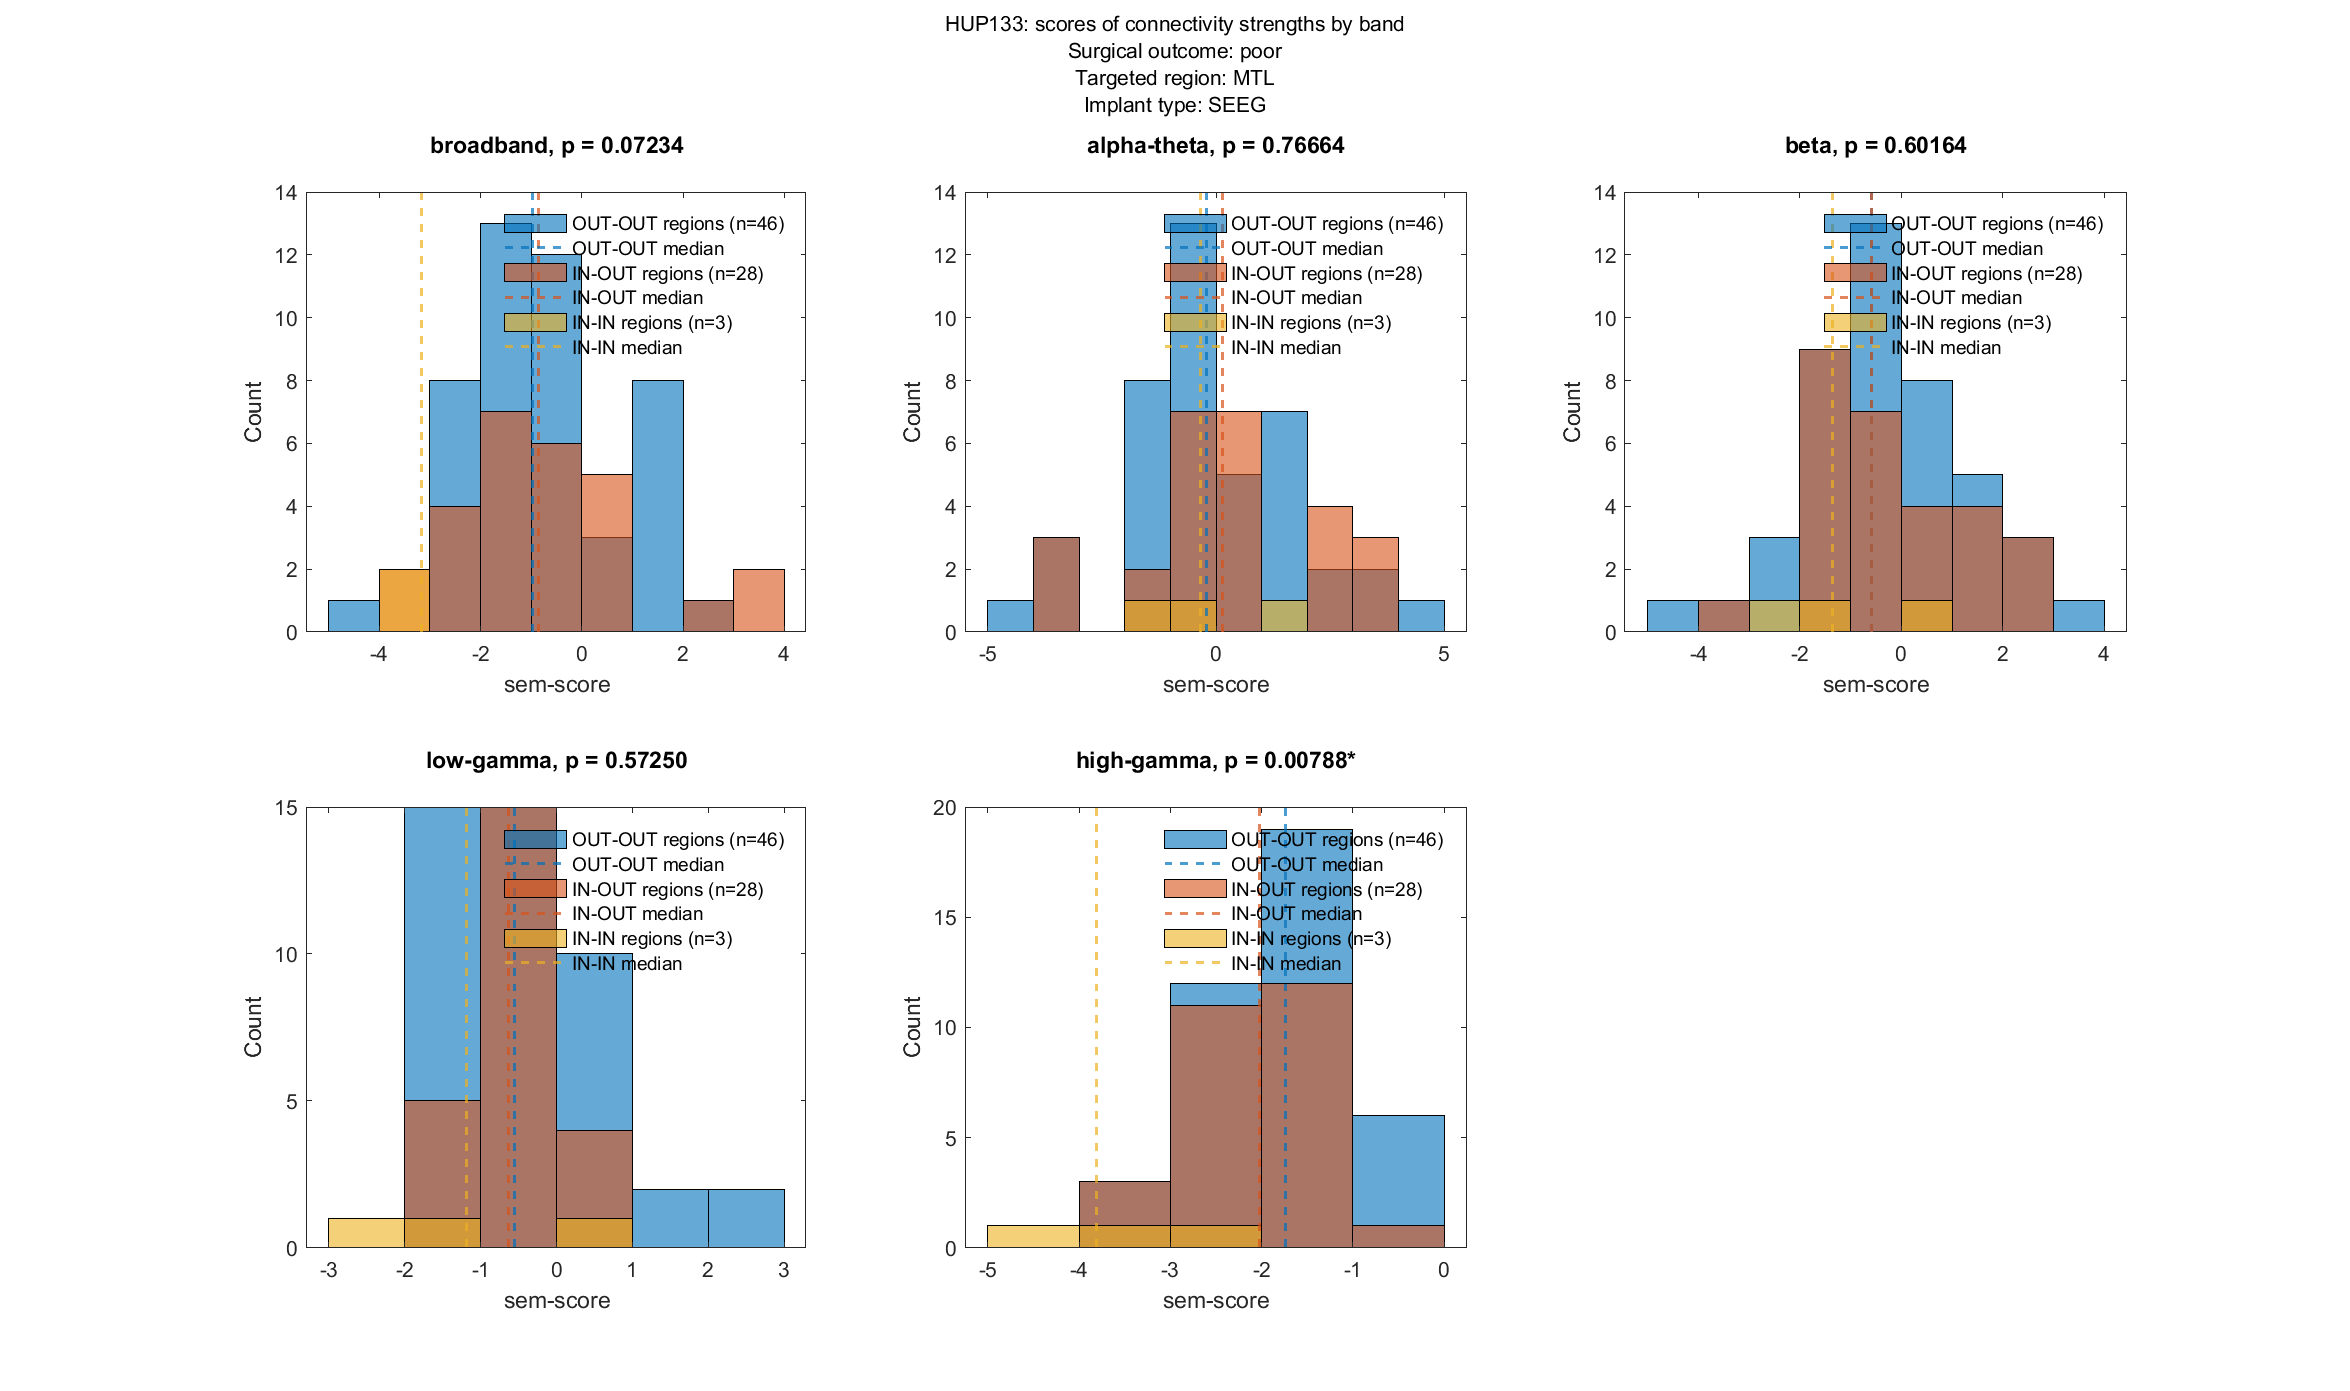 HUP133: scores of connectivity strengths by band
Surgical outcome: poor
Targeted region: MTL
Implant type: SEEG
broadband, p = 0.07234
14
12
10
8
6
4
2
0
Count
-4
-2
0
2
4
sem-score
OUT-OUT regions (n=46)
OUT-OUT median
IN-OUT regions (n=28)
IN-OUT median
IN-IN regions (n=3)
IN-IN median
alpha-theta, p = 0.76664
14
12
10
8
6
4
2
0
Count
-5
0
5
sem-score
OUT-OUT regions (n=46)
OUT-OUT median
IN-OUT regions (n=28)
IN-OUT median
IN-IN regions (n=3)
IN-IN median
beta, p = 0.60164
14
12
10
8
6
4
2
0
Count
-4
-2
0
2
4
sem-score
OUT-OUT regions (n=46)
OUT-OUT median
IN-OUT regions (n=28)
IN-OUT median
IN-IN regions (n=3)
IN-IN median
low-gamma, p = 0.57250
15
10
5
0
Count
-3
-2
-1
0
1
2
3
sem-score
OUT-OUT regions (n=46)
OUT-OUT median
IN-OUT regions (n=28)
IN-OUT median
IN-IN regions (n=3)
IN-IN median
high-gamma, p = 0.00788*
20
15
10
5
0
Count
-5
-4
-3
-2
-1
0
sem-score
OUT-OUT regions (n=46)
OUT-OUT median
IN-OUT regions (n=28)
IN-OUT median
IN-IN regions (n=3)
IN-IN median